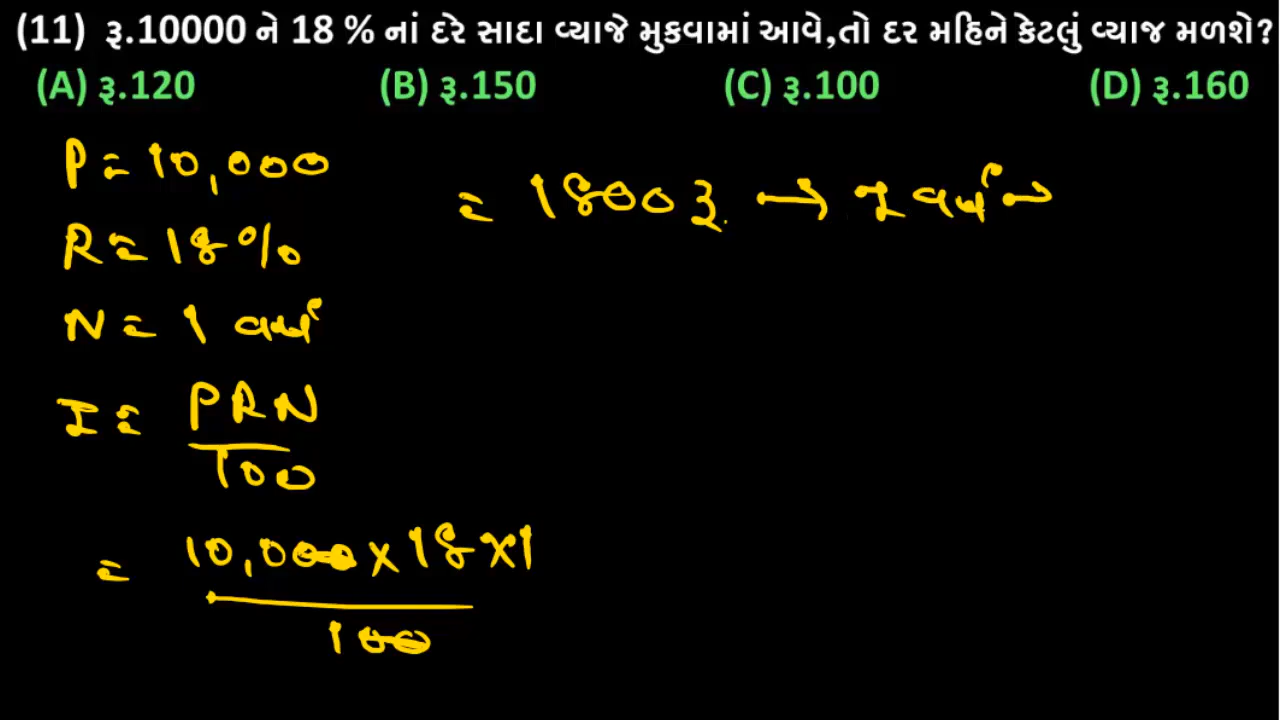 (11) રૂ.10000 ને 18 % નાં દરે સાદા વ્યાજે મુકવામાં આવે,તો દર મહિને કેટલું વ્યાજ મળશે?
(A) રૂ.120 (B) રૂ.150 (C) રૂ.100 (D) રૂ.160
P = 10,000
R = 18%
N = 1 વર્ષ
I = PRN
100
= 10,000 x 18 x 1
100
= 1800 રૂ. → 1 વર્ષનું